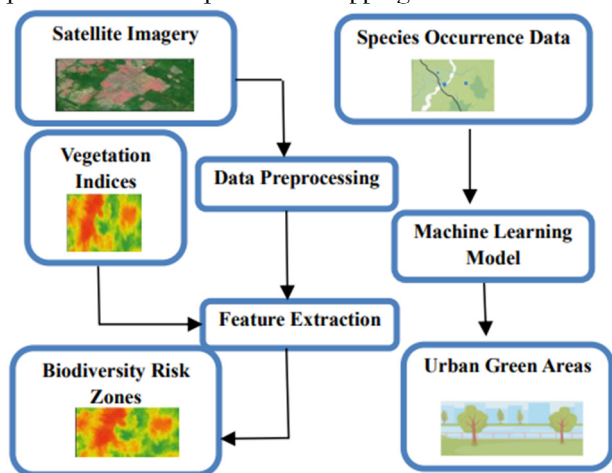 Satellite Imagery
Species Occurrence Data
Vegetation
Indices
Data Preprocessing
Machine Learning
Model
Feature Extraction
Biodiversity Risk
Zones
Urban Green Areas